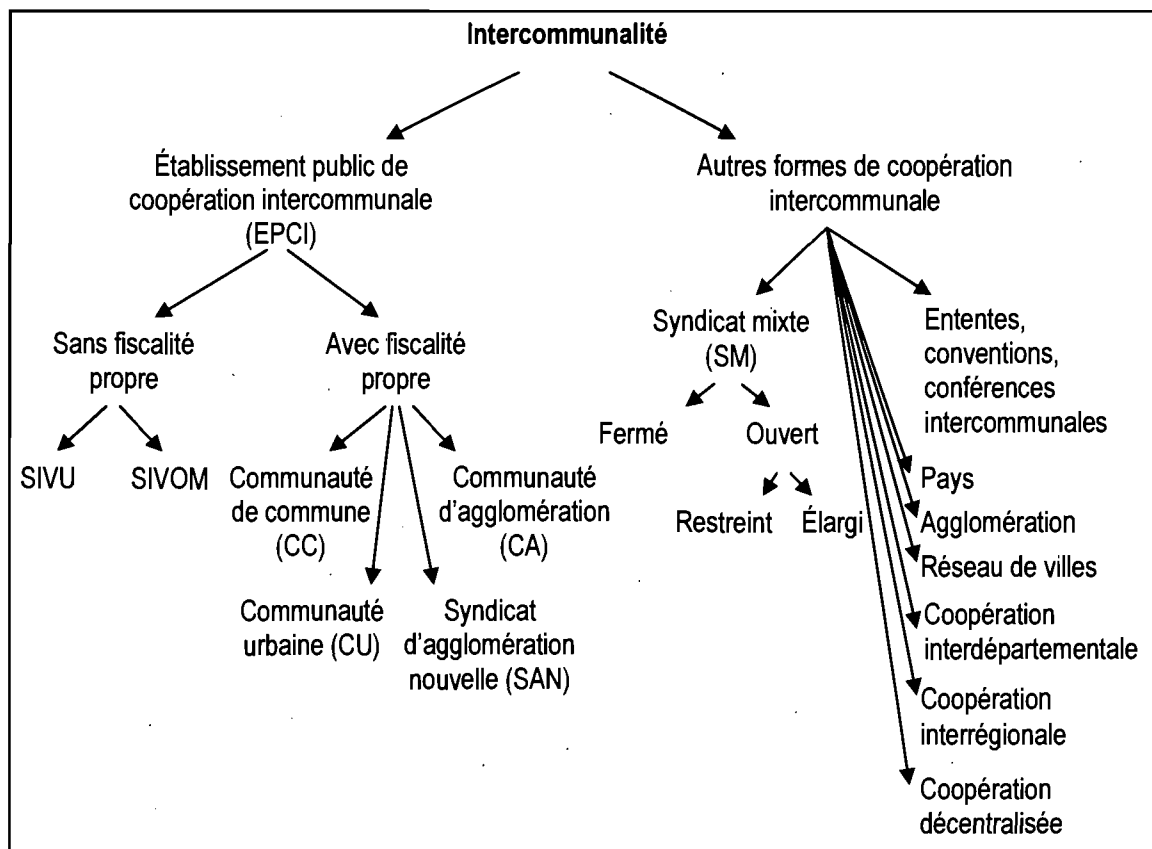 Intercommunalité
Établissement public de
coopération intercommunale
(EPCI)
Autres formes de coopération
intercommunale
Sans fiscalité
propre
Avec fiscalité
propre
SIVU
SIVOM
Communauté
de commune
(CC)
Communauté
d'agglomération
(CA)
Communauté
urbaine (CU)
Syndicat
d'agglomération
nouvelle (SAN)
Syndicat mixte
(SM)
Fermé
Ouvert
Restreint
Élargi
Ententes,
conventions,
conférences
intercommunales
Pays
Agglomération
Réseau de villes
Coopération
interdépartementale
Coopération
interrégionale
Coopération
décentralisée